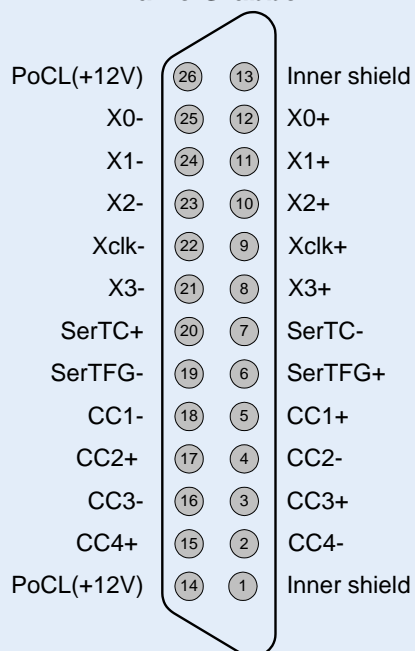 PoCL(+12V) 26 13 Inner shield
X0- 25 12 X0+
X1- 24 11 X1+
X2- 23 10 X2+
Xclk- 22 9 Xclk+
X3- 21 8 X3+
SerTC+ 20 7 SerTC-
SerTFG- 19 6 SerTFG+
CC1- 18 5 CC1+
CC2+ 17 4 CC2-
CC3- 16 3 CC3+
CC4+ 15 2 CC4-
PoCL(+12V) 14 1 Inner shield